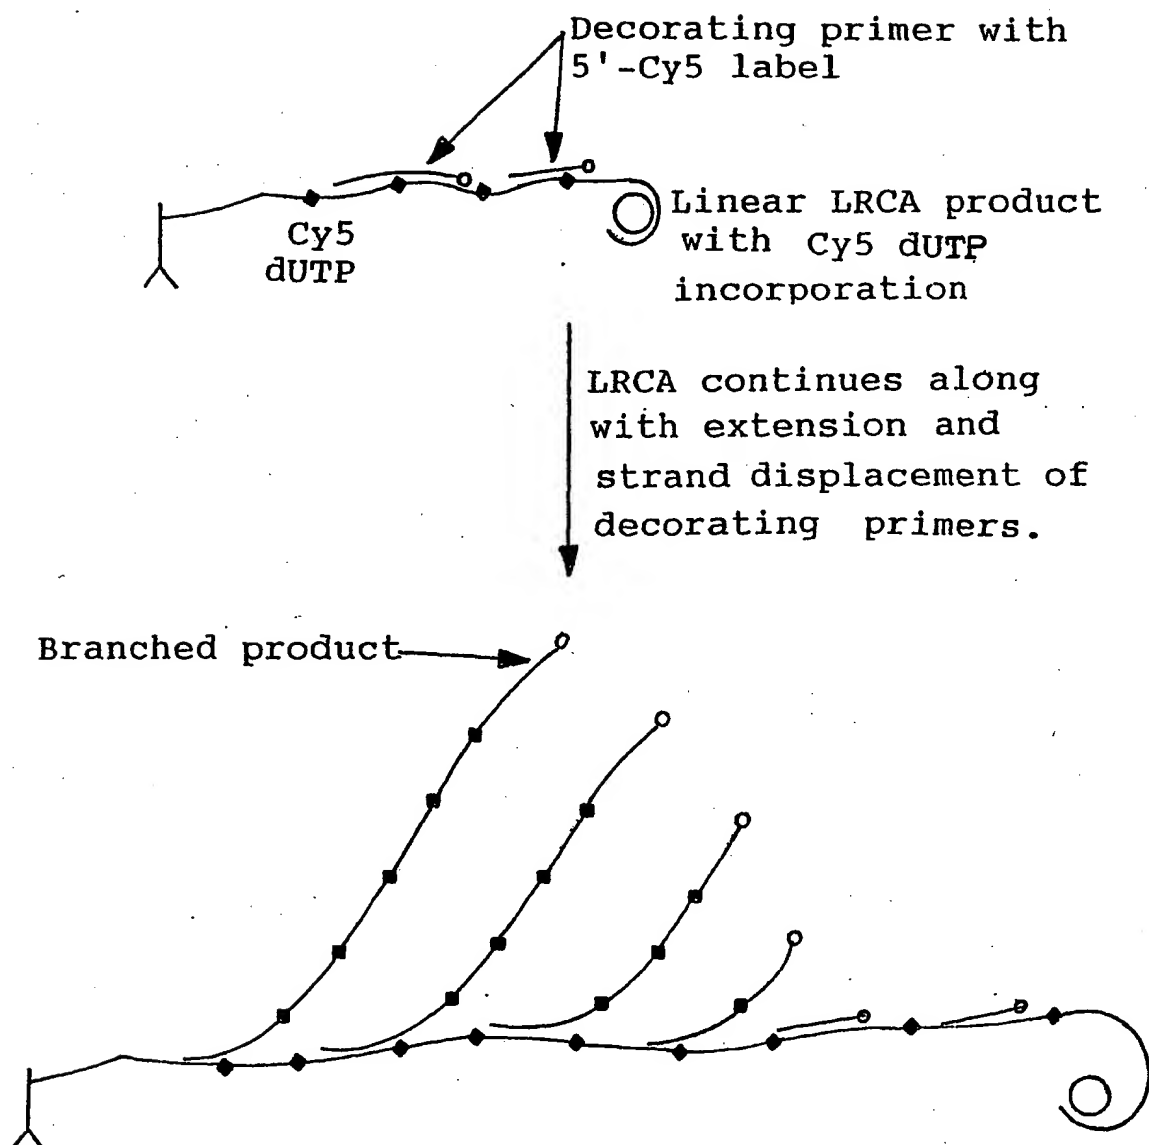 Decorating primer with
5'-Cy5 label
Cy5
dUTP
Linear LRCA product
with Cy5 dUTP
incorporation
LRCA continues along
with extension and
strand displacement of
decorating primers.
Branched product